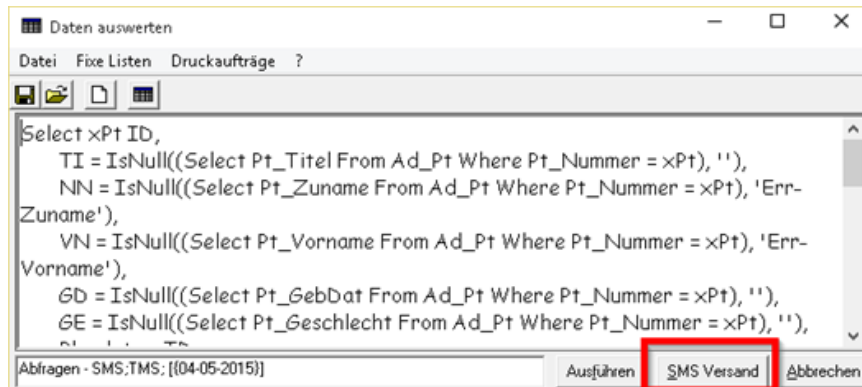 Daten auswerten
Datei Fixe Listen Druckaufträge ?
Select xPt ID,
TI = IsNull((Select Pt_Titel From Ad_Pt Where Pt_Nummer = xPt), ''),
NN = IsNull((Select Pt_Zuname From Ad_Pt Where Pt_Nummer = xPt), 'Err-
Zuname'),
VN = IsNull((Select Pt_Vorname From Ad_Pt Where Pt_Nummer = xPt), 'Err-
Vorname'),
GD = IsNull((Select Pt_GebDat From Ad_Pt Where Pt_Nummer = xPt), ''),
GE = IsNull((Select Pt_Geschlecht From Ad_Pt Where Pt_Nummer = xPt), ''),
Abfragen - SMS;TMS; [{04-05-2015}] Ausführen SMS Versand Abbrechen